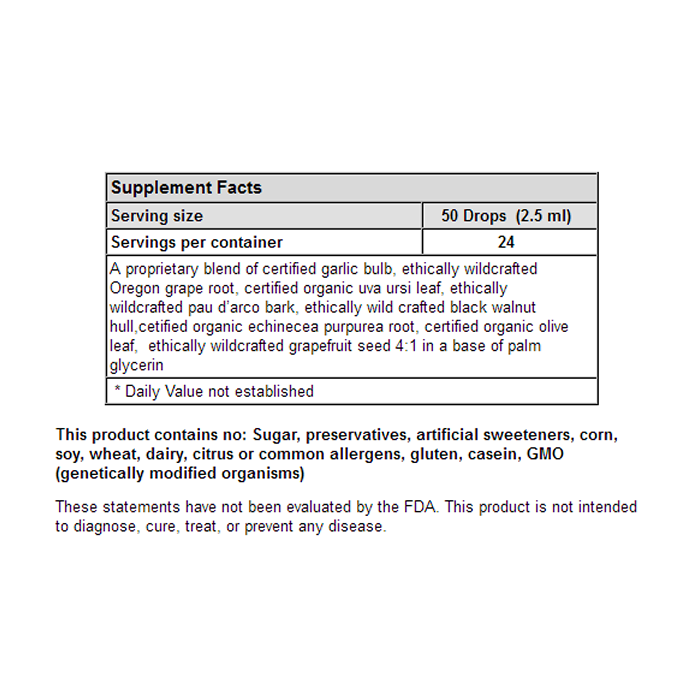 Supplement Facts
Serving size 50 Drops (2.5 ml)
Servings per container 24
A proprietary blend of certified garlic bulb, ethically wildcrafted
Oregon grape root, certified organic uva ursi leaf, ethically
wildcrafted pau d'arco bark, ethically wild crafted black walnut
hull,cetified organic echinecea purpurea root, certified organic olive
leaf, ethically wildcrafted grapefruit seed 4:1 in a base of palm
glycerin
* Daily Value not established
This product contains no: Sugar, preservatives, artificial sweeteners, corn,
soy, wheat, dairy, citrus or common allergens, gluten, casein, GMO
(genetically modified organisms)
These statements have not been evaluated by the FDA. This product is not intended
to diagnose, cure, treat, or prevent any disease.